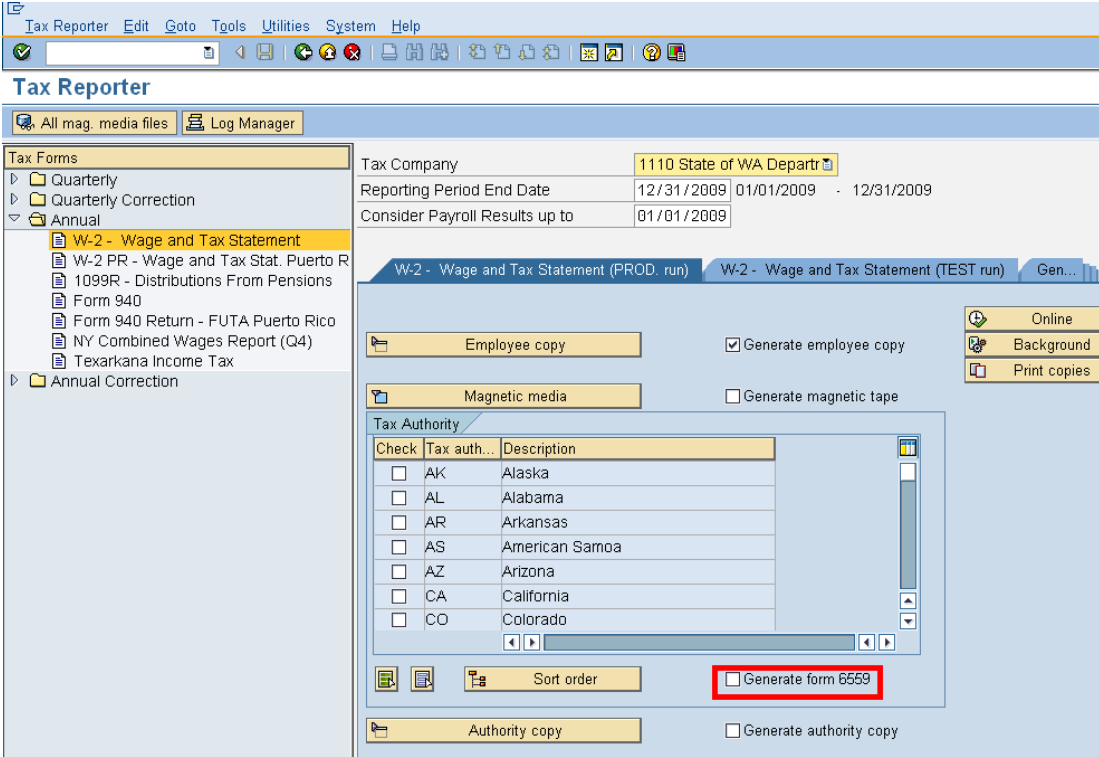 Tax Reporter Edit Goto Tools Utilities System Help
Tax Reporter
All mag. media files Log Manager
Tax Forms
Quarterly
Quarterly Correction
Annual
W-2 - Wage and Tax Statement
W-2 PR - Wage and Tax Stat. Puerto R
1099R - Distributions From Pensions
Form 940
Form 940 Return - FUTA Puerto Rico
NY Combined Wages Report (Q4)
Texarkana Income Tax
Annual Correction
Tax Company 1110 State of WA Departr
Reporting Period End Date 12/31/2009 01/01/2009 - 12/31/2009
Consider Payroll Results up to 01/01/2009
W-2 - Wage and Tax Statement (PROD. run) W-2 - Wage and Tax Statement (TEST run) Gen...
Online
Employee copy Generate employee copy Background
Print copies
Magnetic media Generate magnetic tape
Tax Authority
Check Tax auth... Description
AK Alaska
AL Alabama
AR Arkansas
AS American Samoa
AZ Arizona
CA California
CO Colorado
Sort order Generate form 6559
Authority copy Generate authority copy